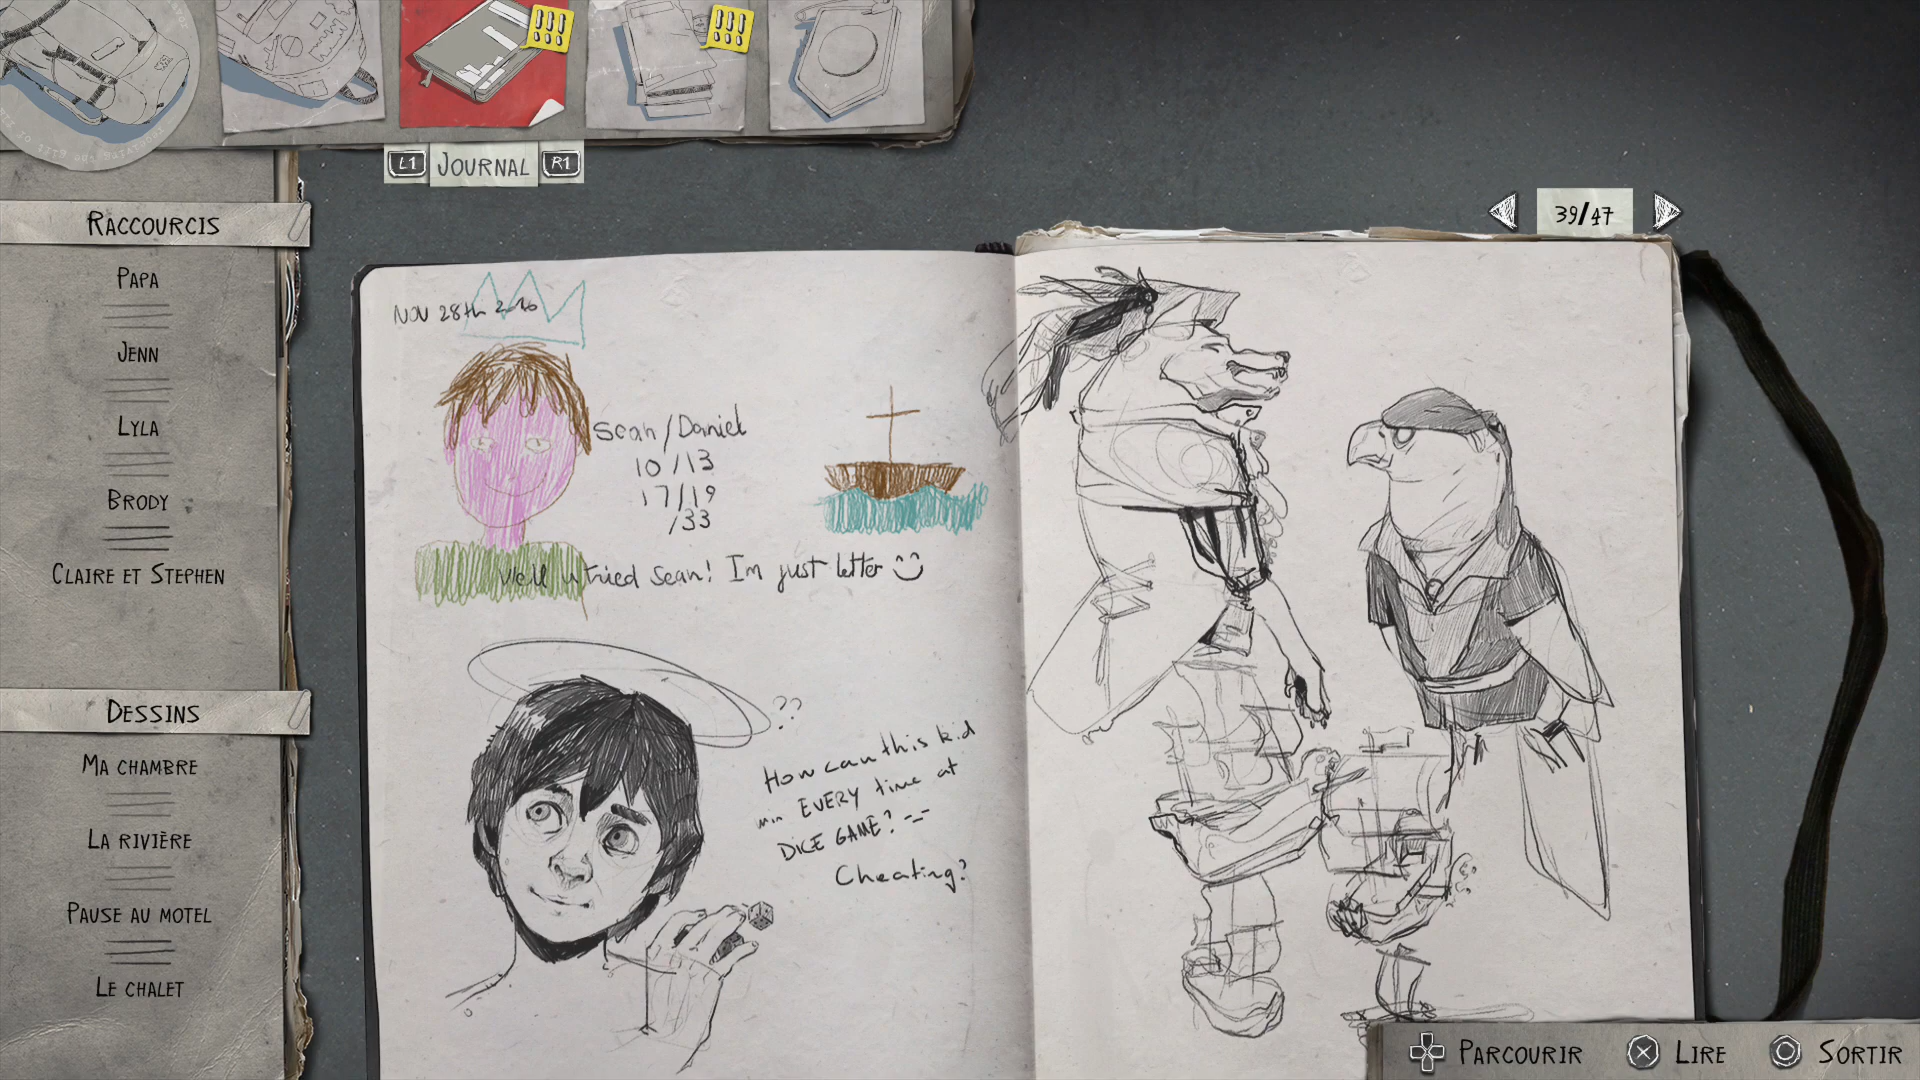 L1 JOURNAL R1
39/47
RACCOURCIS
PAPA
JENN
LYLA
BRODY
CLAIRE ET STEPHEN
DESSINS
MA CHAMBRE
LA RIVIÈRE
PAUSE AU MOTEL
LE CHALET
NOV 28th 2016
Sean/Daniel
10/13
17/19
/33
Well u tried Sean! Im just better
??
How can this kid
win EVERY time at
DICE GAME? -_-
Cheating?
PARCOURIR
LIRE
SORTIR